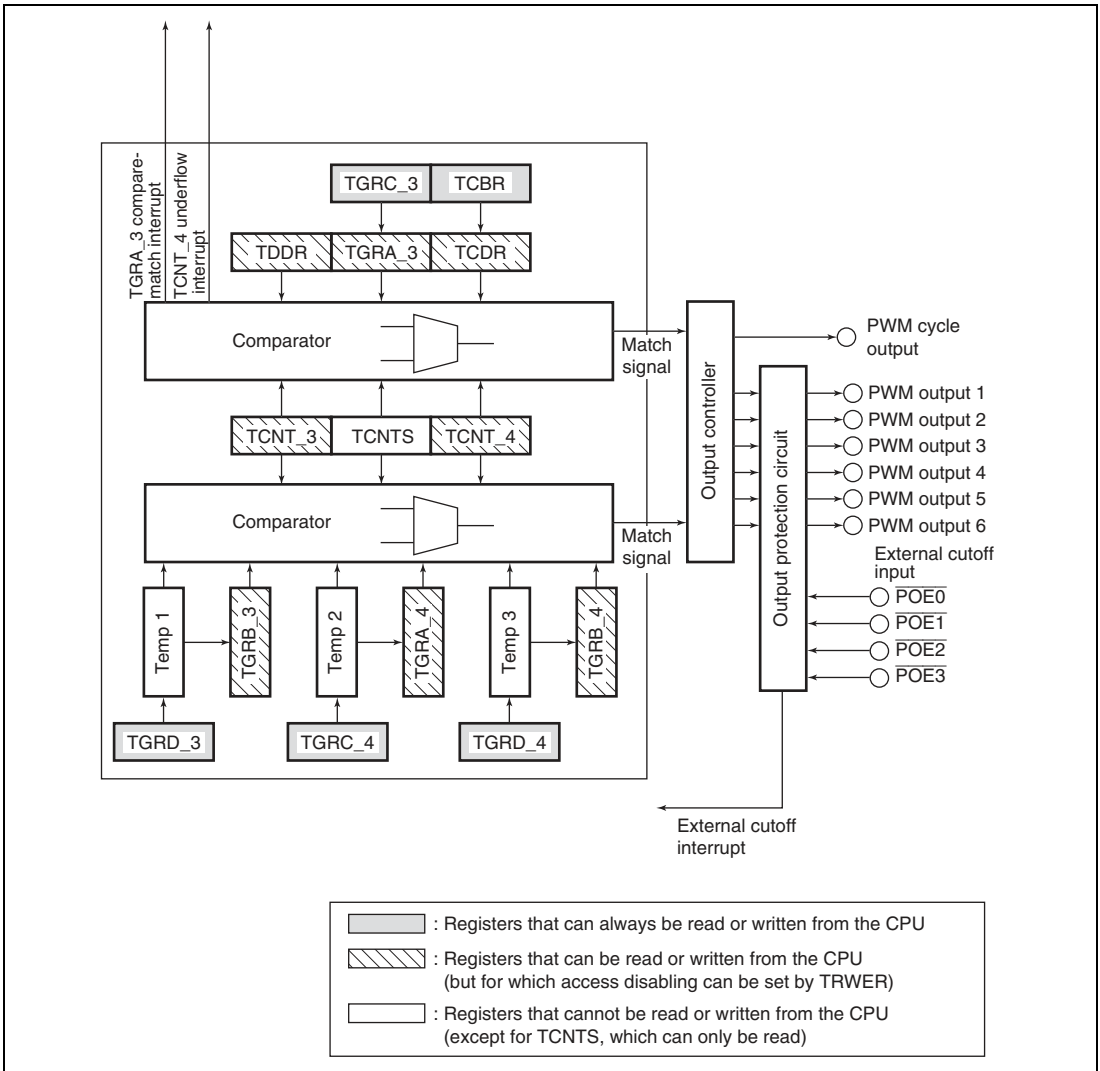 TGRA_3 compare-
match interrupt
TCNT_4 underflow
interrupt
TGRC_3
TCBR
TDDR
TGRA_3
TCDR
Comparator
Match
signal
TCNT_3
TCNTS
TCNT_4
Comparator
Match
signal
Temp 1
TGRB_3
Temp 2
TGRA_4
Temp 3
TGRB_4
TGRD_3
TGRC_4
TGRD_4
Output controller
Output protection circuit
PWM cycle
output
PWM output 1
PWM output 2
PWM output 3
PWM output 4
PWM output 5
PWM output 6
External cutoff
input
POE0
POE1
POE2
POE3
External cutoff
interrupt
: Registers that can always be read or written from the CPU
: Registers that can be read or written from the CPU
(but for which access disabling can be set by TRWER)
: Registers that cannot be read or written from the CPU
(except for TCNTS, which can only be read)